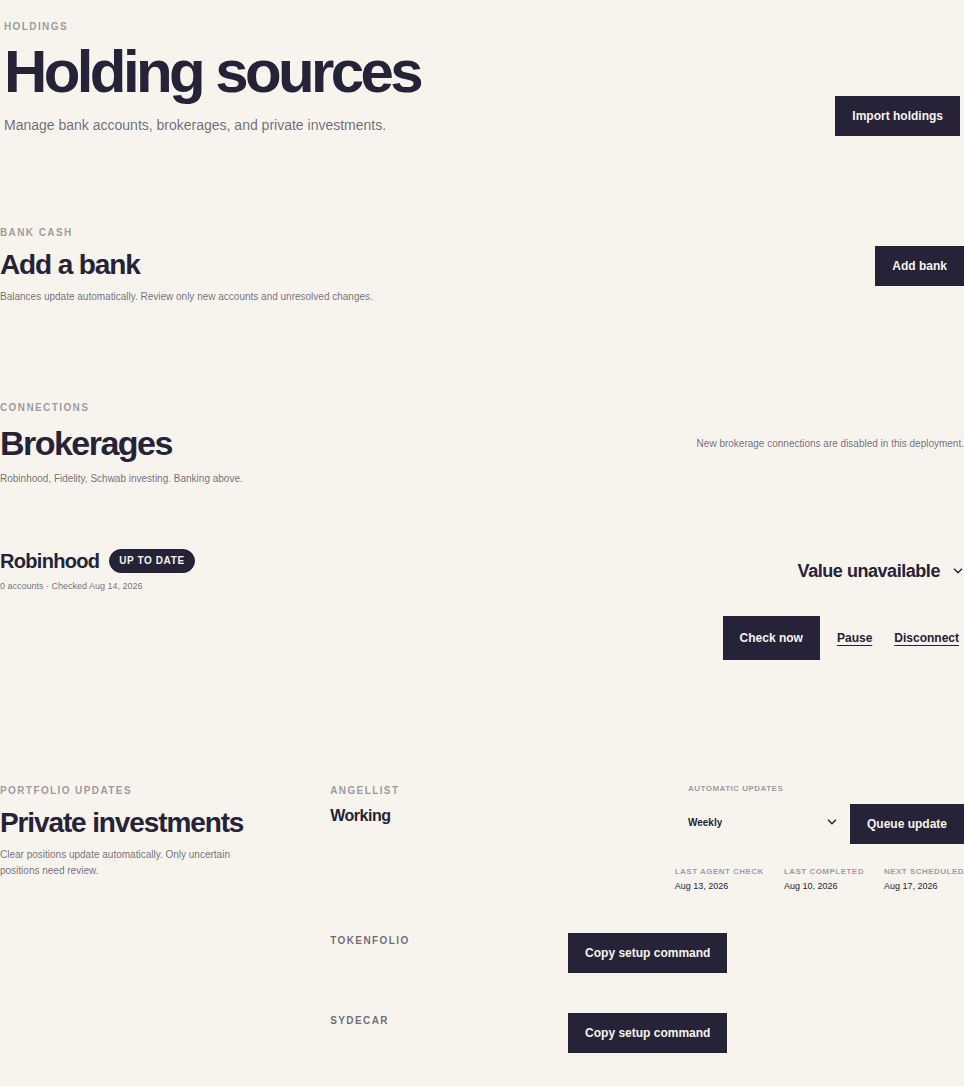 HOLDINGS
Holding sources
Manage bank accounts, brokerages, and private investments.
Import holdings
BANK CASH
Add a bank
Balances update automatically. Review only new accounts and unresolved changes.
Add bank
CONNECTIONS
Brokerages
Robinhood, Fidelity, Schwab investing. Banking above.
New brokerage connections are disabled in this deployment.
Robinhood UP TO DATE
0 accounts · Checked Aug 14, 2026
Value unavailable
Check now Pause Disconnect
PORTFOLIO UPDATES
Private investments
Clear positions update automatically. Only uncertain
positions need review.
ANGELLIST
Working
AUTOMATIC UPDATES
Weekly
Queue update
LAST AGENT CHECK LAST COMPLETED NEXT SCHEDULED
Aug 13, 2026 Aug 10, 2026 Aug 17, 2026
TOKENFOLIO
Copy setup command
SYDECAR
Copy setup command